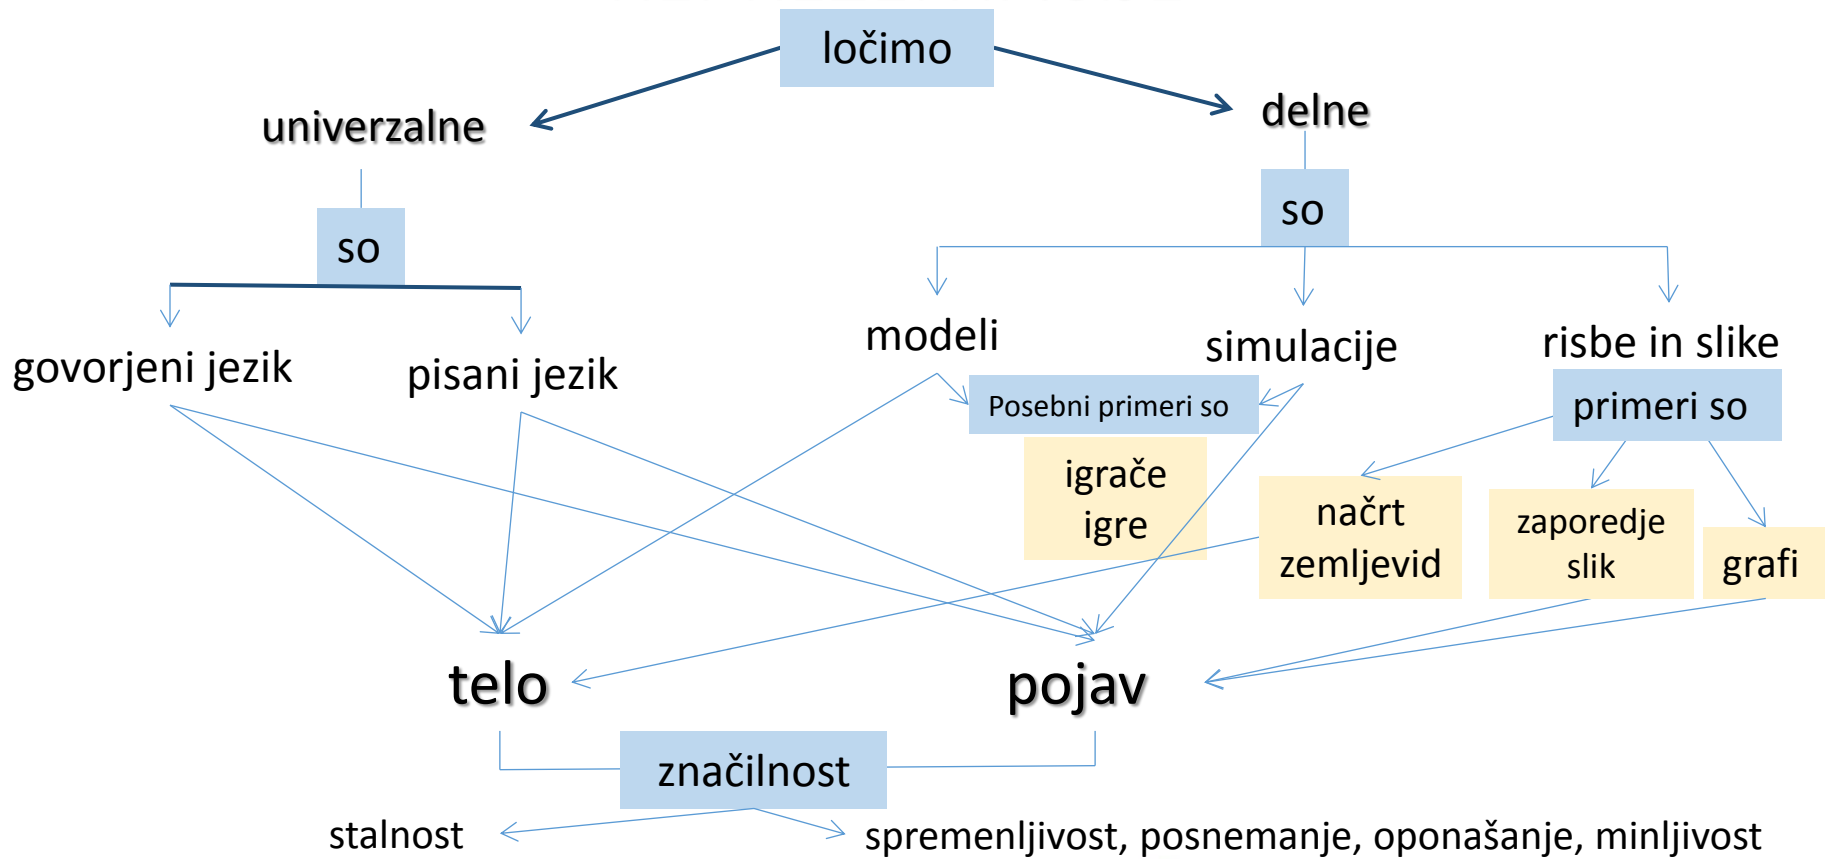 ločimo
univerzalne
delne
so
so
govorjeni jezik
pisani jezik
modeli
simulacije
risbe in slike
Posebni primeri so
primeri so
igrače
igre
načrt
zemljevid
zaporedje
slik
grafi
telo
pojav
značilnost
stalnost
spremenljivost, posnemanje, oponašanje, minljivost